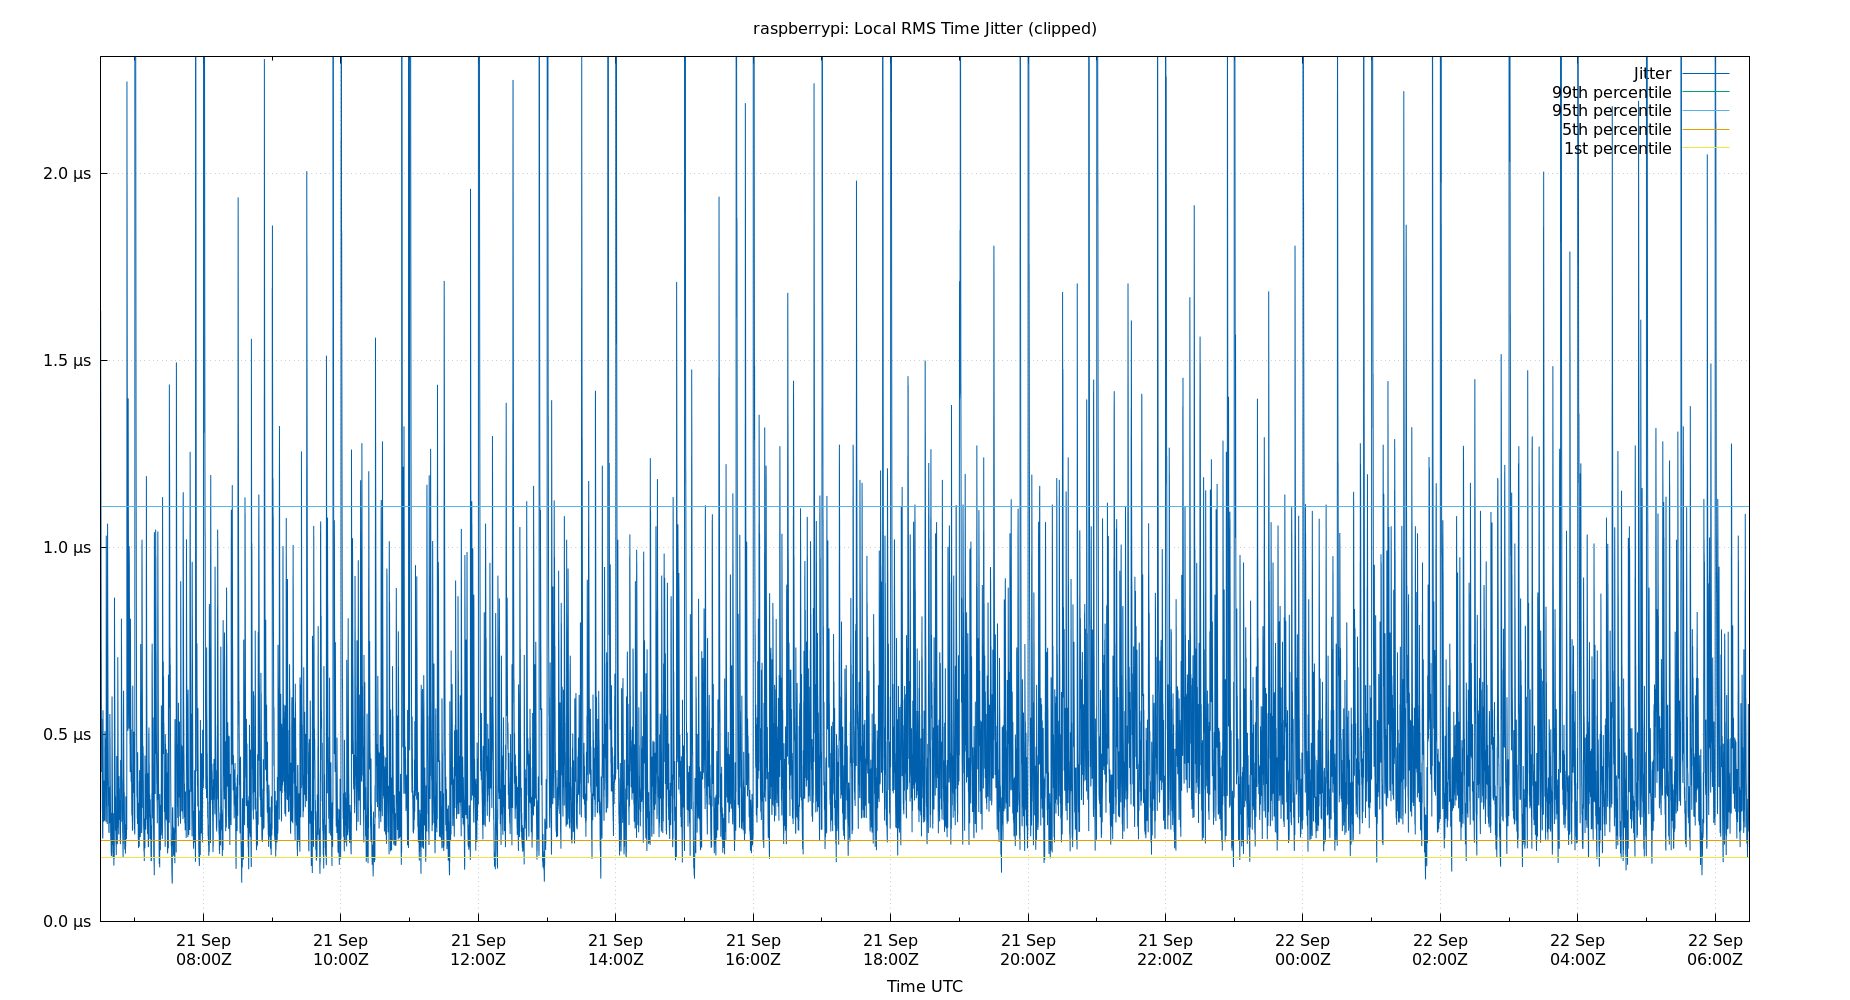 raspberrypi: Local RMS Time Jitter (clipped)
Jitter
99th percentile
95th percentile
5th percentile
1st percentile
2.0 µs
1.5 µs
1.0 µs
0.5 µs
0.0 µs
21 Sep 21 Sep 21 Sep 21 Sep 21 Sep 21 Sep 21 Sep 21 Sep 22 Sep 22 Sep 22 Sep 22 Sep
08:00Z 10:00Z 12:00Z 14:00Z 16:00Z 18:00Z 20:00Z 22:00Z 00:00Z 02:00Z 04:00Z 06:00Z
Time UTC